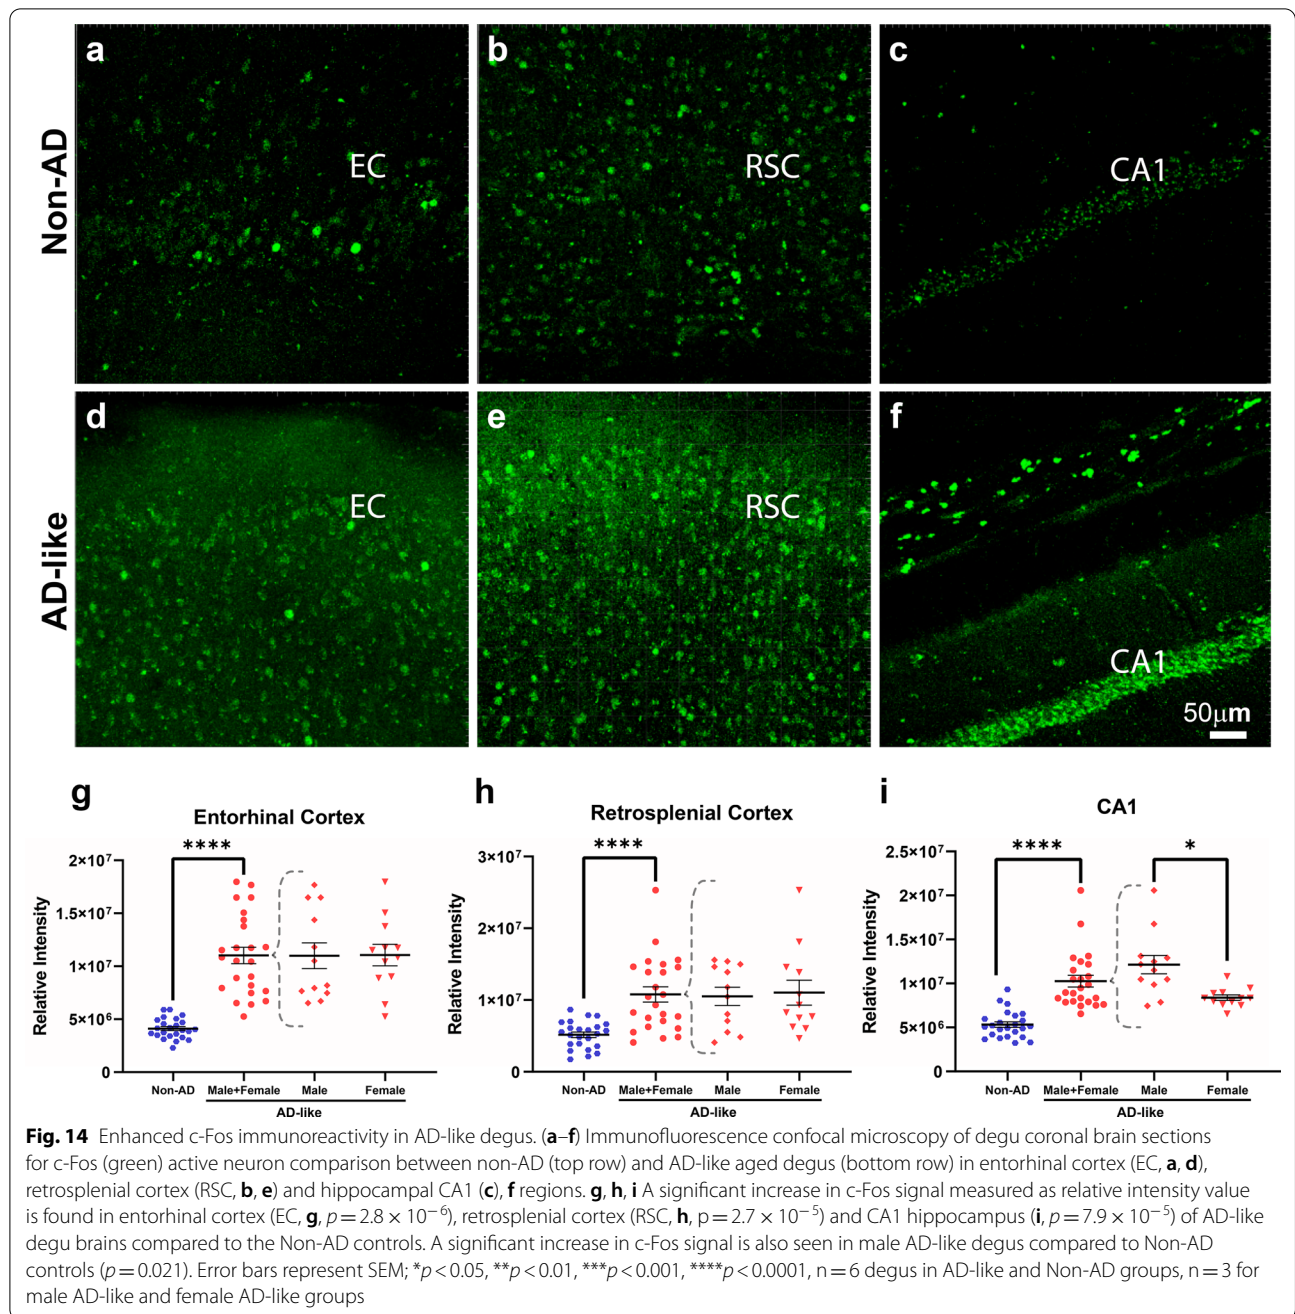 a
b
c
Non-AD
EC
RSC
CA1
d
e
f
AD-like
EC
RSC
CA1
50μm
g
Entorhinal Cortex
****
2×10⁷
1.5×10⁷
1×10⁷
5×10⁶
0
Relative Intensity
Non-AD Male+Female Male Female
AD-like
h
Retrosplenial Cortex
****
3×10⁷
2×10⁷
1×10⁷
0
Relative Intensity
Non-AD Male+Female Male Female
AD-like
i
CA1
**** *
2.5×10⁷
2×10⁷
1.5×10⁷
1×10⁷
5×10⁶
0
Relative Intensity
Non-AD Male+Female Male Female
AD-like
Fig. 14 Enhanced c-Fos immunoreactivity in AD-like degus. (a–f) Immunofluorescence confocal microscopy of degu coronal brain sections
for c-Fos (green) active neuron comparison between non-AD (top row) and AD-like aged degus (bottom row) in entorhinal cortex (EC, a, d),
retrosplenial cortex (RSC, b, e) and hippocampal CA1 (c), f regions. g, h, i A significant increase in c-Fos signal measured as relative intensity value
is found in entorhinal cortex (EC, g, p = 2.8 × 10⁻⁶), retrosplenial cortex (RSC, h, p = 2.7 × 10⁻⁵) and CA1 hippocampus (i, p = 7.9 × 10⁻⁵) of AD-like
degu brains compared to the Non-AD controls. A significant increase in c-Fos signal is also seen in male AD-like degus compared to Non-AD
controls (p = 0.021). Error bars represent SEM; *p < 0.05, **p < 0.01, ***p < 0.001, ****p < 0.0001, n = 6 degus in AD-like and Non-AD groups, n = 3 for
male AD-like and female AD-like groups